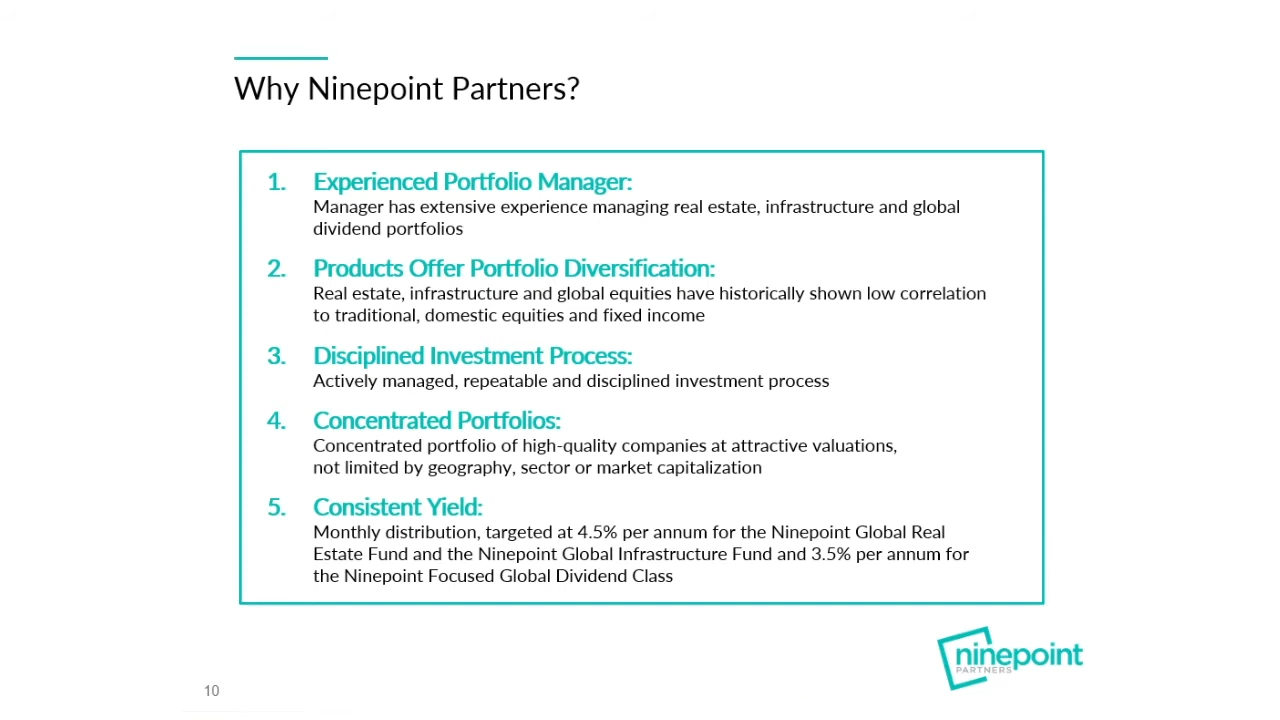 Why Ninepoint Partners?
1. Experienced Portfolio Manager:
Manager has extensive experience managing real estate, infrastructure and global
dividend portfolios
2. Products Offer Portfolio Diversification:
Real estate, infrastructure and global equities have historically shown low correlation
to traditional, domestic equities and fixed income
3. Disciplined Investment Process:
Actively managed, repeatable and disciplined investment process
4. Concentrated Portfolios:
Concentrated portfolio of high-quality companies at attractive valuations,
not limited by geography, sector or market capitalization
5. Consistent Yield:
Monthly distribution, targeted at 4.5% per annum for the Ninepoint Global Real
Estate Fund and the Ninepoint Global Infrastructure Fund and 3.5% per annum for
the Ninepoint Focused Global Dividend Class
ninepoint
PARTNERS
10